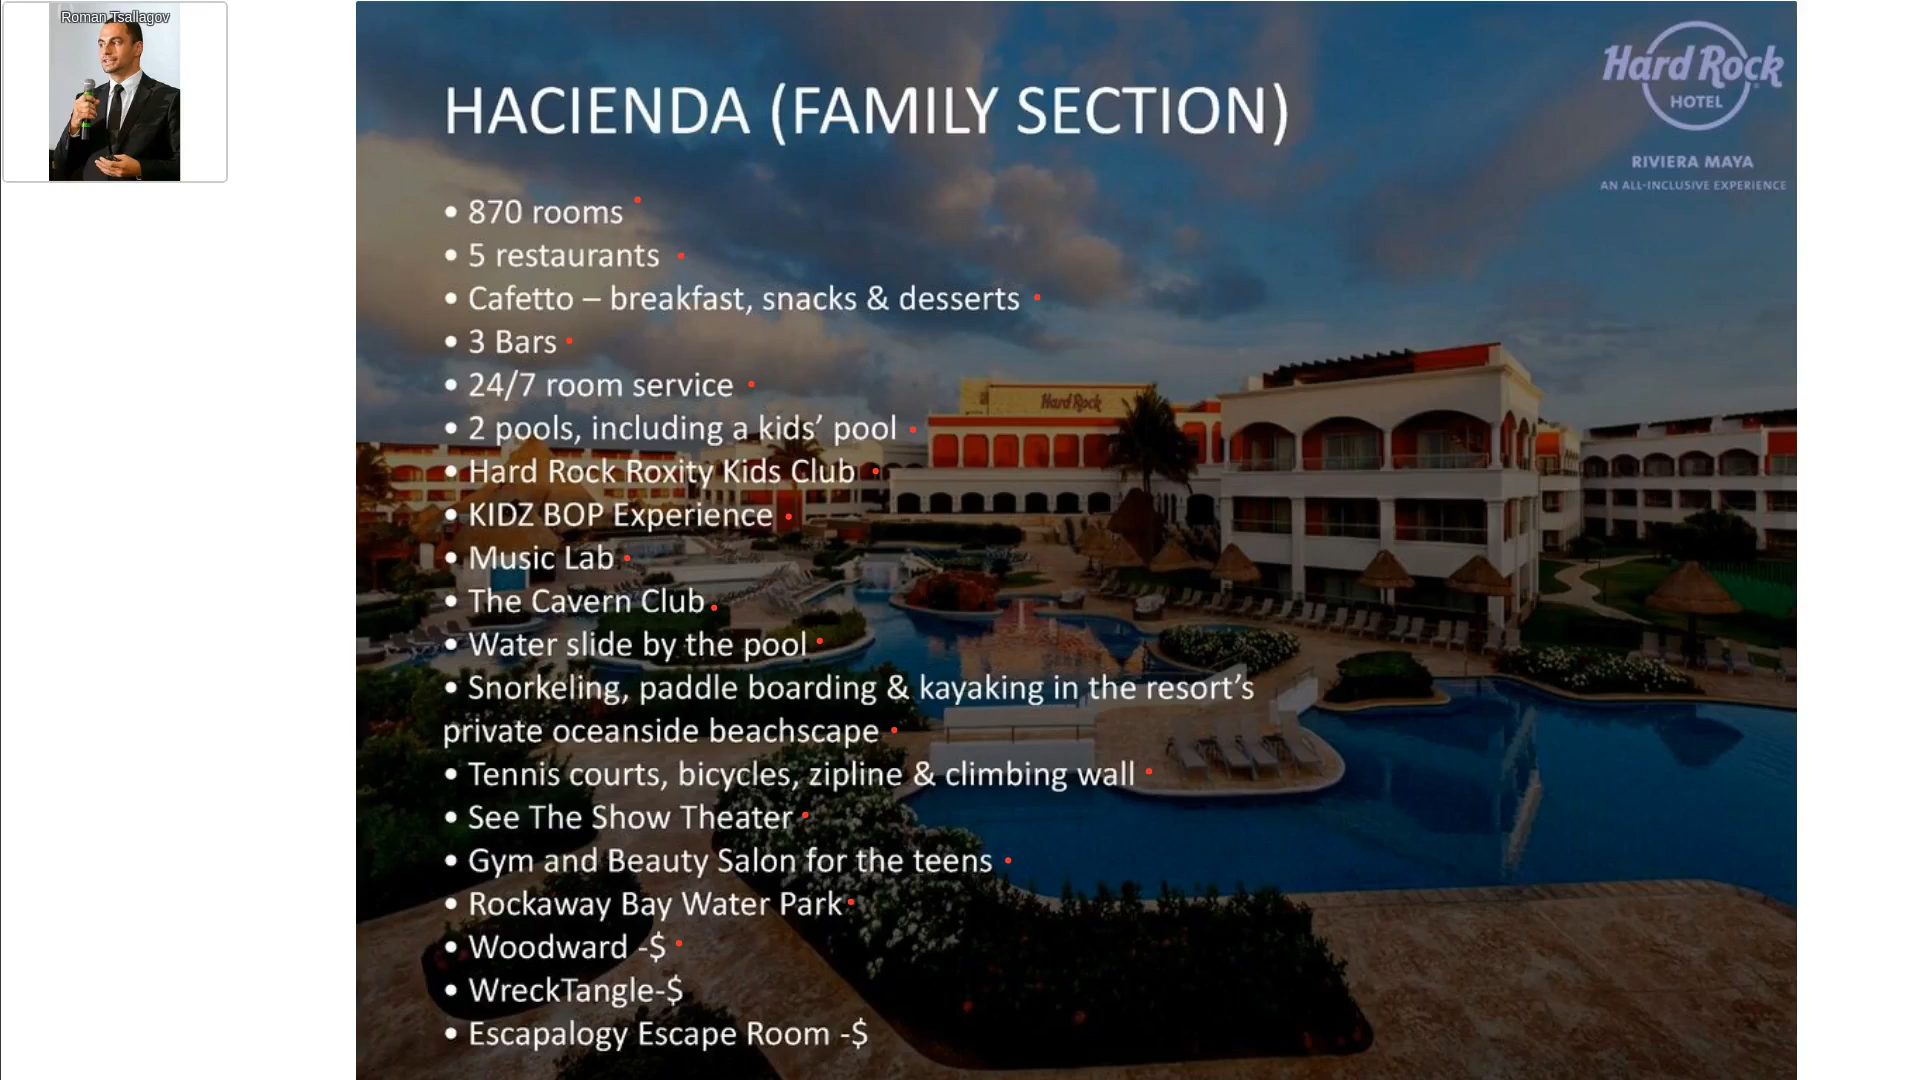 Roman Tsallagov
Hard Rock
HOTEL
RIVIERA MAYA
AN ALL-INCLUSIVE EXPERIENCE
HACIENDA (FAMILY SECTION)
• 870 rooms
• 5 restaurants
• Cafetto – breakfast, snacks & desserts
• 3 Bars
• 24/7 room service
• 2 pools, including a kids’ pool
• Hard Rock Roxity Kids Club
• KIDZ BOP Experience
• Music Lab
• The Cavern Club
• Water slide by the pool
• Snorkeling, paddle boarding & kayaking in the resort’s
private oceanside beachscape
• Tennis courts, bicycles, zipline & climbing wall
• See The Show Theater
• Gym and Beauty Salon for the teens
• Rockaway Bay Water Park
• Woodward -$
• WreckTangle-$
• Escapalogy Escape Room -$
Hard Rock